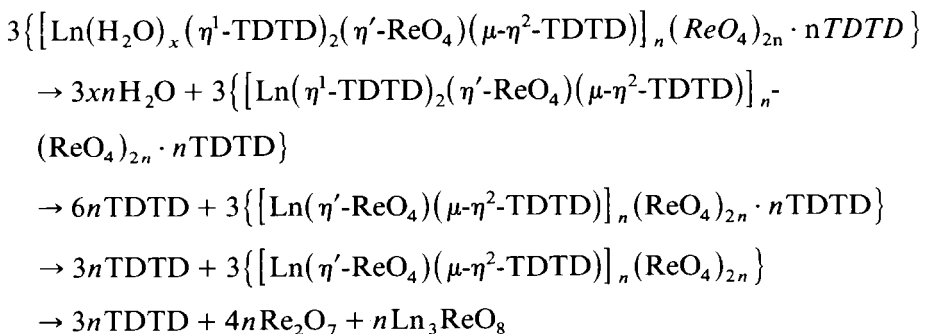 3{[Ln(H₂O)ₓ(η¹-TDTD)₂(η′-ReO₄)(μ-η²-TDTD)]ₙ(ReO₄)₂ₙ · nTDTD}
→ 3xnH₂O + 3{[Ln(η¹-TDTD)₂(η′-ReO₄)(μ-η²-TDTD)]ₙ-
(ReO₄)₂ₙ · nTDTD}
→ 6nTDTD + 3{[Ln(η′-ReO₄)(μ-η²-TDTD)]ₙ(ReO₄)₂ₙ · nTDTD}
→ 3nTDTD + 3{[Ln(η′-ReO₄)(μ-η²-TDTD)]ₙ(ReO₄)₂ₙ}
→ 3nTDTD + 4nRe₂O₇ + nLn₃ReO₈